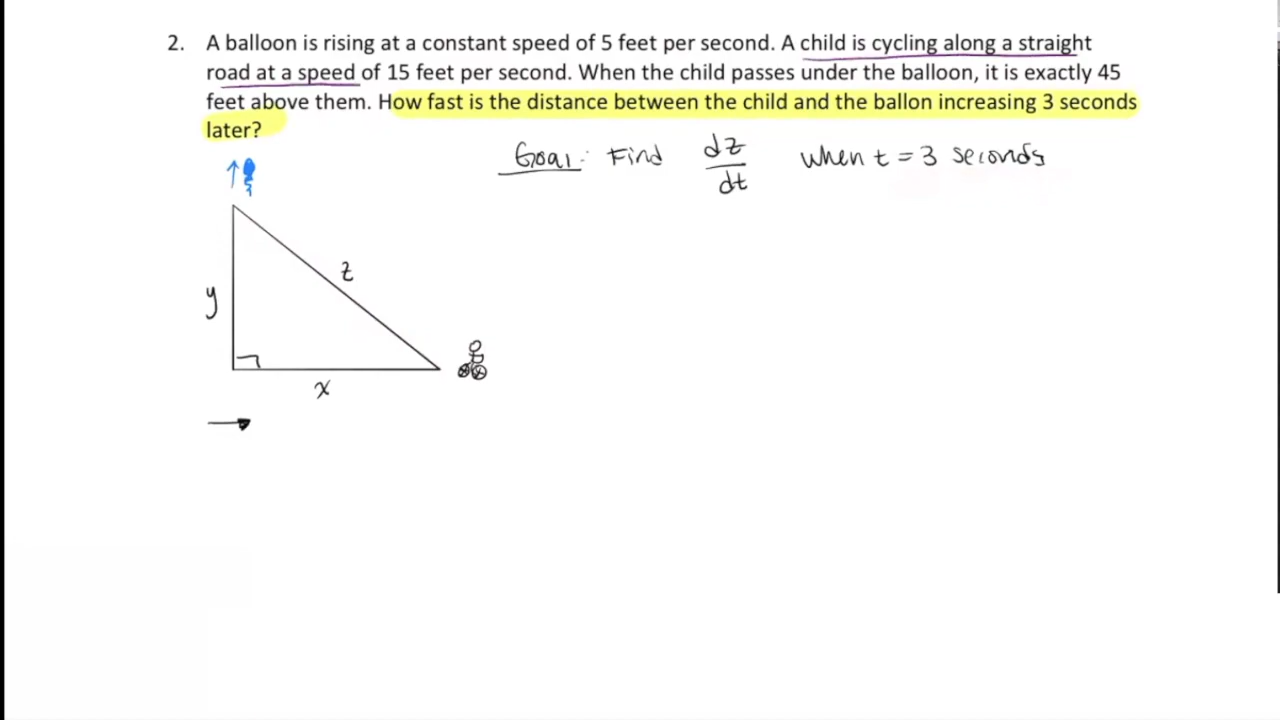 2. A balloon is rising at a constant speed of 5 feet per second. A child is cycling along a straight
road at a speed of 15 feet per second. When the child passes under the balloon, it is exactly 45
feet above them. How fast is the distance between the child and the ballon increasing 3 seconds
later?
Goal: Find dz/dt when t = 3 seconds
z
y
x